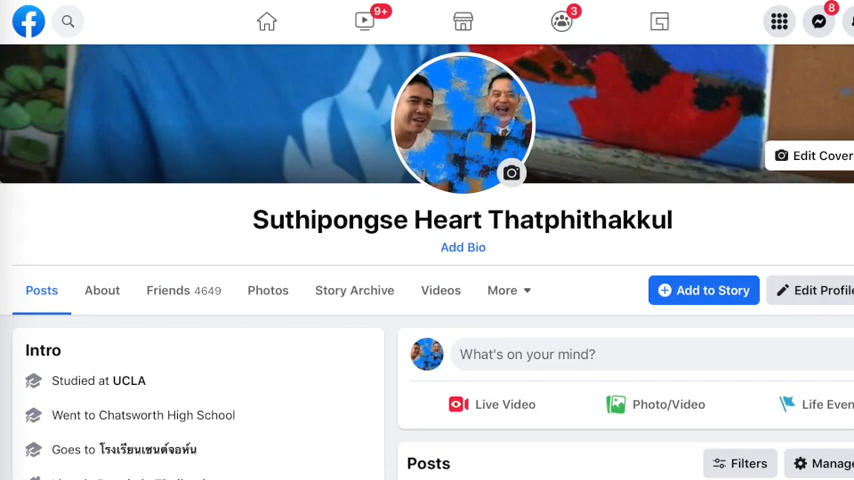 9+
3
8
Edit Cover
Suthipongse Heart Thatphithakkul
Add Bio
Posts
About
Friends 4649
Photos
Story Archive
Videos
More
Add to Story
Edit Profile
Intro
Studied at UCLA
Went to Chatsworth High School
Goes to โรงเรียนเซนต์จอห์น
What's on your mind?
Live Video
Photo/Video
Life Even
Posts
Filters
Manage